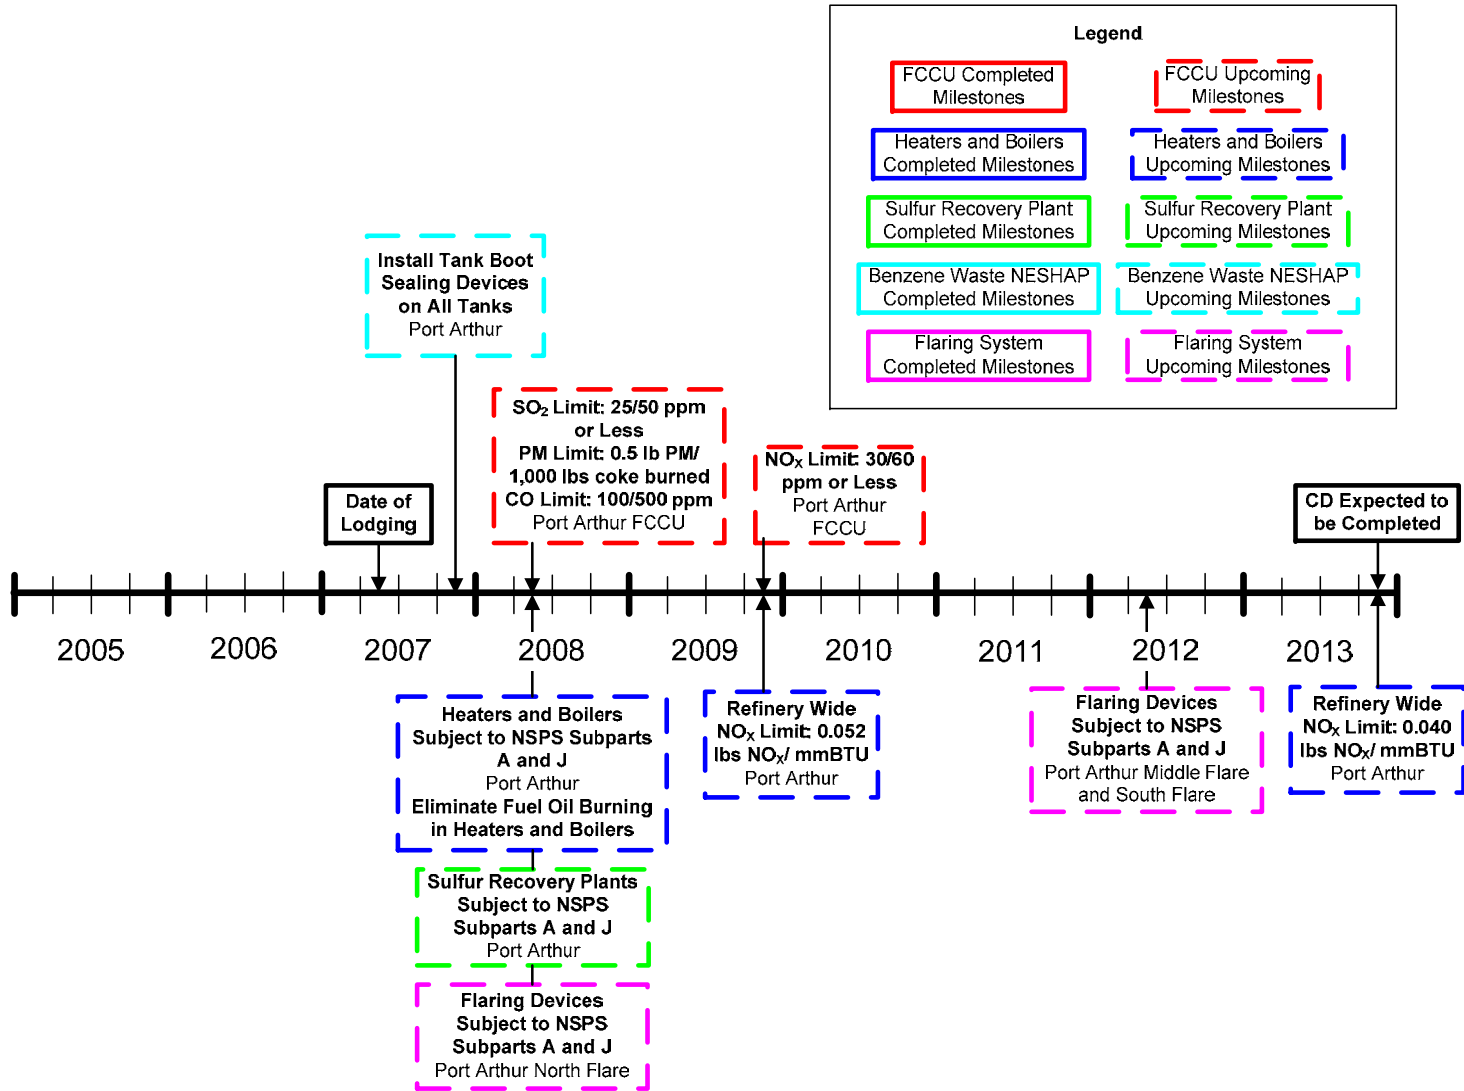 Legend
FCCU Completed
Milestones
FCCU Upcoming
Milestones
Heaters and Boilers
Completed Milestones
Heaters and Boilers
Upcoming Milestones
Sulfur Recovery Plant
Completed Milestones
Sulfur Recovery Plant
Upcoming Milestones
Benzene Waste NESHAP
Completed Milestones
Benzene Waste NESHAP
Upcoming Milestones
Flaring System
Completed Milestones
Flaring System
Upcoming Milestones
Install Tank Boot
Sealing Devices
on All Tanks
Port Arthur
SO₂ Limit: 25/50 ppm
or Less
PM Limit: 0.5 lb PM/
1,000 lbs coke burned
CO Limit: 100/500 ppm
Port Arthur FCCU
NOₓ Limit: 30/60
ppm or Less
Port Arthur
FCCU
Date of
Lodging
CD Expected to
be Completed
2005
2006
2007
2008
2009
2010
2011
2012
2013
Heaters and Boilers
Subject to NSPS Subparts
A and J
Port Arthur
Eliminate Fuel Oil Burning
in Heaters and Boilers
Refinery Wide
NOₓ Limit: 0.052
lbs NOₓ/ mmBTU
Port Arthur
Flaring Devices
Subject to NSPS
Subparts A and J
Port Arthur Middle Flare
and South Flare
Refinery Wide
NOₓ Limit: 0.040
lbs NOₓ/ mmBTU
Port Arthur
Sulfur Recovery Plants
Subject to NSPS
Subparts A and J
Port Arthur
Flaring Devices
Subject to NSPS
Subparts A and J
Port Arthur North Flare